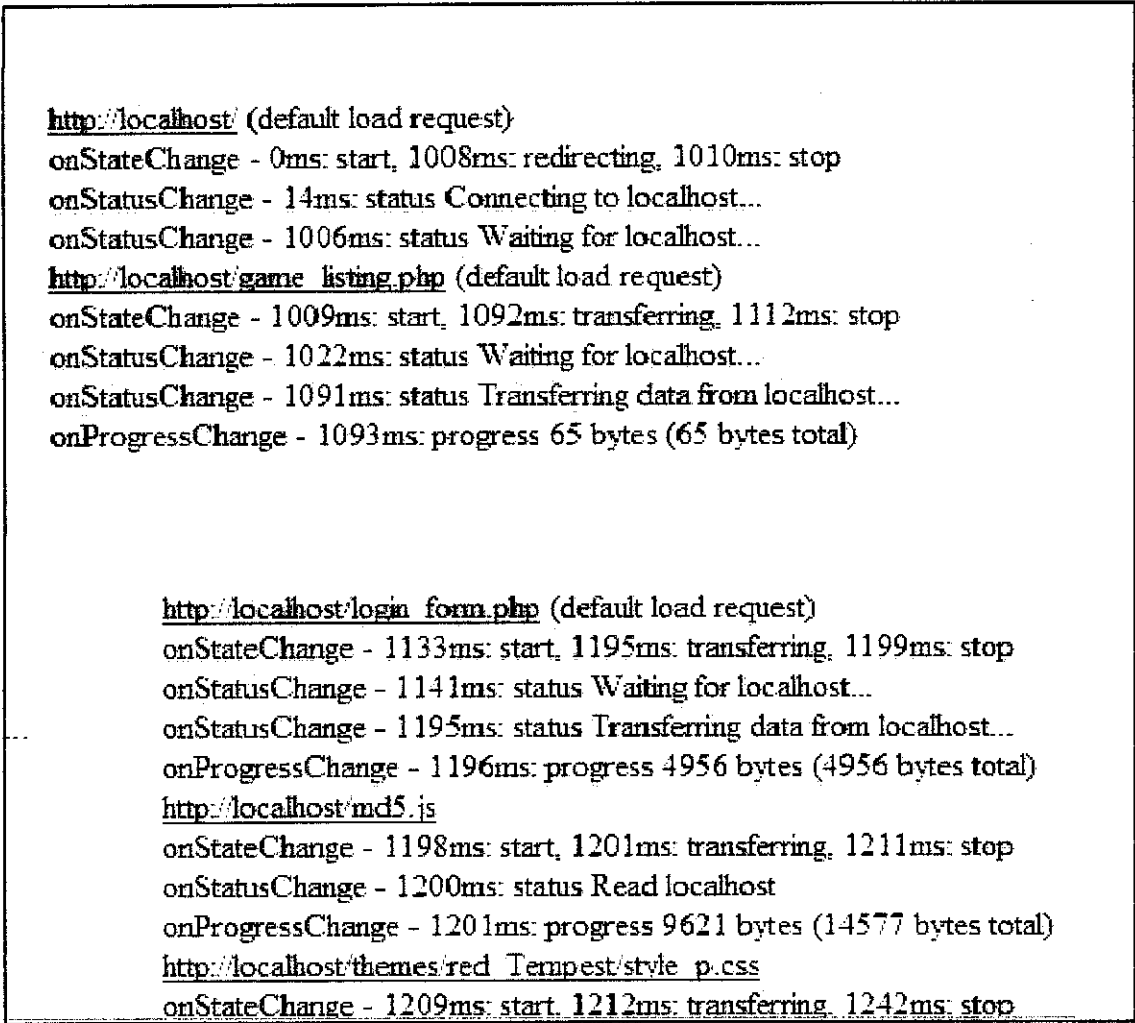 http://localhost/ (default load request)
onStateChange - 0ms: start, 1008ms: redirecting, 1010ms: stop
onStatusChange - 14ms: status Connecting to localhost...
onStatusChange - 1006ms: status Waiting for localhost...
http://localhost/game_listing.php (default load request)
onStateChange - 1009ms: start, 1092ms: transferring, 1112ms: stop
onStatusChange - 1022ms: status Waiting for localhost...
onStatusChange - 1091ms: status Transferring data from localhost...
onProgressChange - 1093ms: progress 65 bytes (65 bytes total)
http://localhost/login_form.php (default load request)
onStateChange - 1133ms: start, 1195ms: transferring, 1199ms: stop
onStatusChange - 1141ms: status Waiting for localhost...
onStatusChange - 1195ms: status Transferring data from localhost...
onProgressChange - 1196ms: progress 4956 bytes (4956 bytes total)
http://localhost/md5.js
onStateChange - 1198ms: start, 1201ms: transferring, 1211ms: stop
onStatusChange - 1200ms: status Read localhost
onProgressChange - 1201ms: progress 9621 bytes (14577 bytes total)
http://localhost/themes/red_Tempest/style_p.css
onStateChange - 1209ms: start, 1212ms: transferring, 1242ms: stop